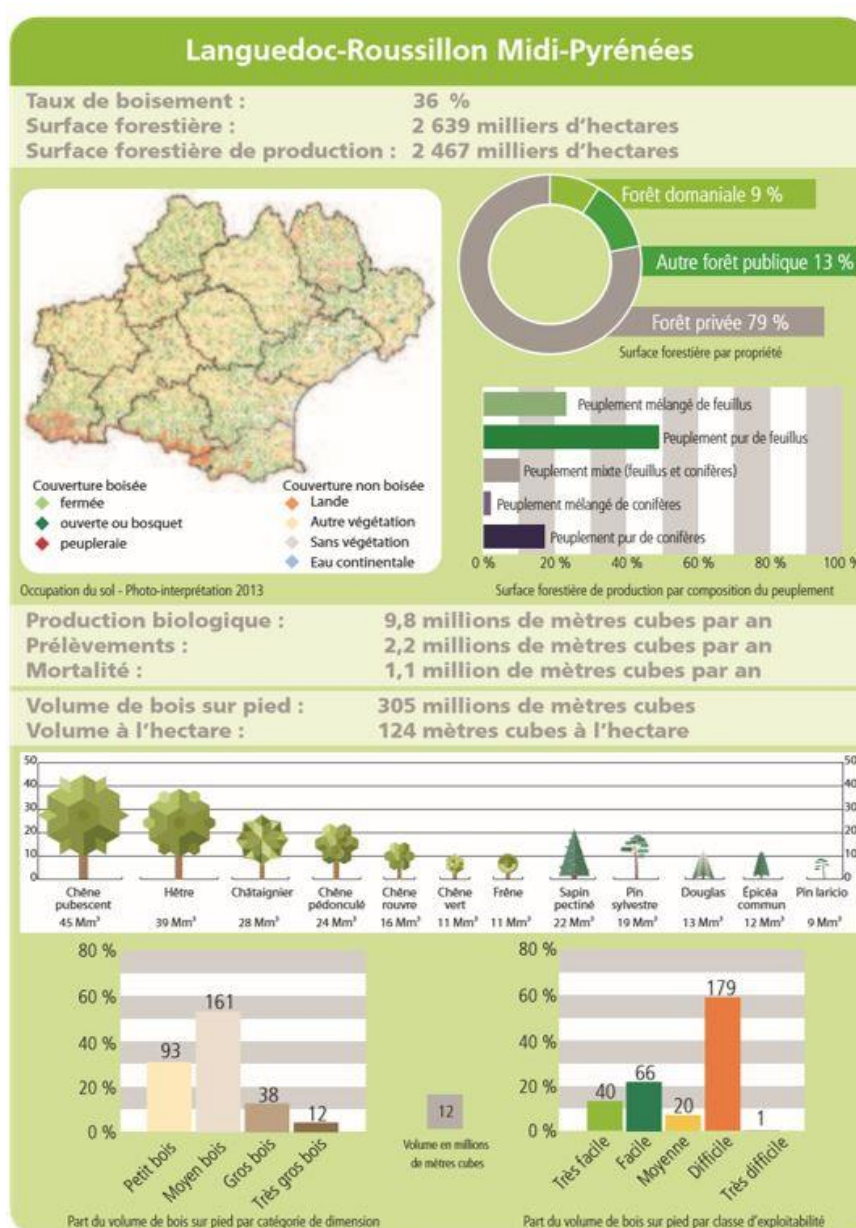 Languedoc-Roussillon Midi-Pyrénées
Taux de boisement : 36 %
Surface forestière : 2 639 milliers d'hectares
Surface forestière de production : 2 467 milliers d'hectares
Forêt domaniale 9 %
Autre forêt publique 13 %
Forêt privée 79 %
Surface forestière par propriété
Couverture boisée
fermée
ouverte ou bosquet
peupleraie
Couverture non boisée
Lande
Autre végétation
Sans végétation
Eau continentale
Occupation du sol - Photo-interprétation 2013
Peuplement mélangé de feuillus
Peuplement pur de feuillus
Peuplement mixte (feuillus et conifères)
Peuplement mélangé de conifères
Peuplement pur de conifères
0 % 20 % 40 % 60 % 80 % 100 %
Surface forestière de production par composition du peuplement
Production biologique : 9,8 millions de mètres cubes par an
Prélèvements : 2,2 millions de mètres cubes par an
Mortalité : 1,1 million de mètres cubes par an
Volume de bois sur pied : 305 millions de mètres cubes
Volume à l'hectare : 124 mètres cubes à l'hectare
50 50
40 40
30 30
20 20
10 10
0 0
Chêne pubescent Hêtre Châtaignier Chêne pédonculé Chêne rouvre Chêne vert Frêne Sapin pectiné Pin sylvestre Douglas Épicéa commun Pin laricio
45 Mm³ 39 Mm³ 28 Mm³ 24 Mm³ 16 Mm³ 11 Mm³ 11 Mm³ 22 Mm³ 19 Mm³ 13 Mm³ 12 Mm³ 9 Mm³
80 %
60 %
40 %
20 %
0 %
93 161 38 12
Petit bois
Moyen bois
Gros bois
Très gros bois
Part du volume de bois sur pied par catégorie de dimension
12
Volume en millions
de mètres cubes
80 %
60 %
40 %
20 %
0 %
40 66 20 179 1
Très facile
Facile
Moyenne
Difficile
Très difficile
Part du volume de bois sur pied par classe d'exploitabilité